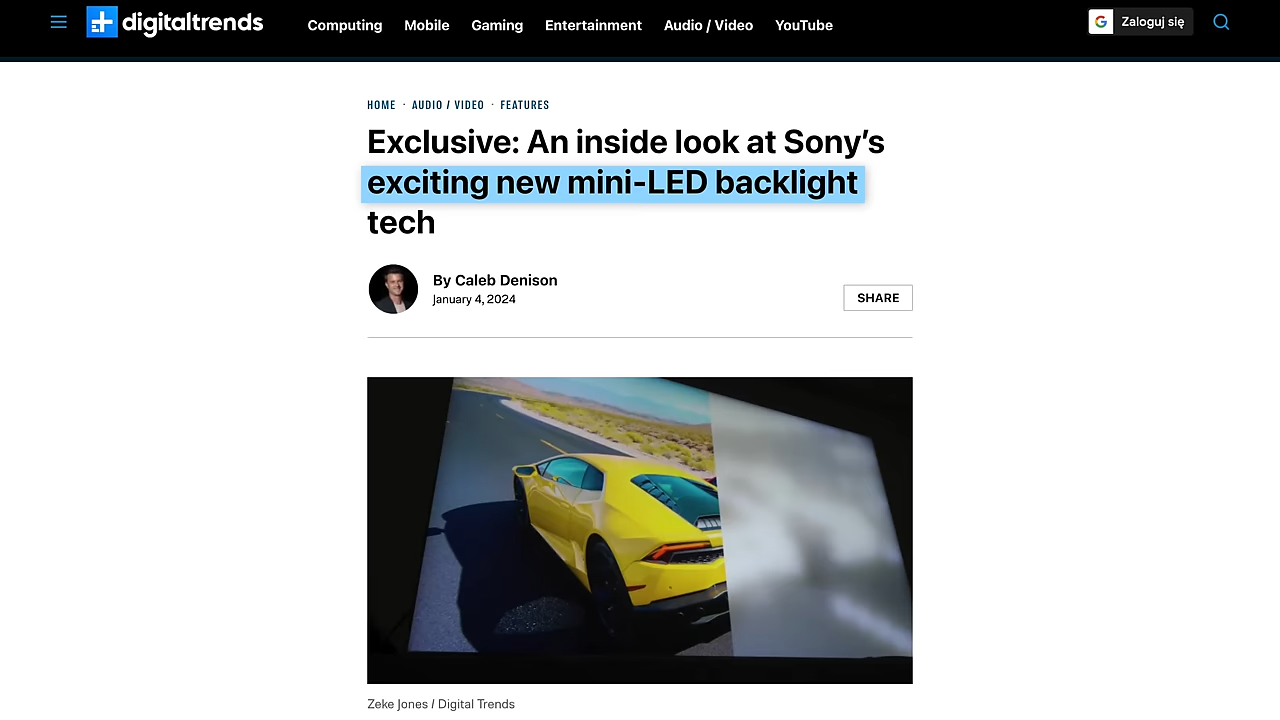 digitaltrends
Computing Mobile Gaming Entertainment Audio / Video YouTube
Zaloguj się
HOME · AUDIO / VIDEO · FEATURES
Exclusive: An inside look at Sony’s
exciting new mini-LED backlight
tech
By Caleb Denison
January 4, 2024
SHARE
Zeke Jones / Digital Trends